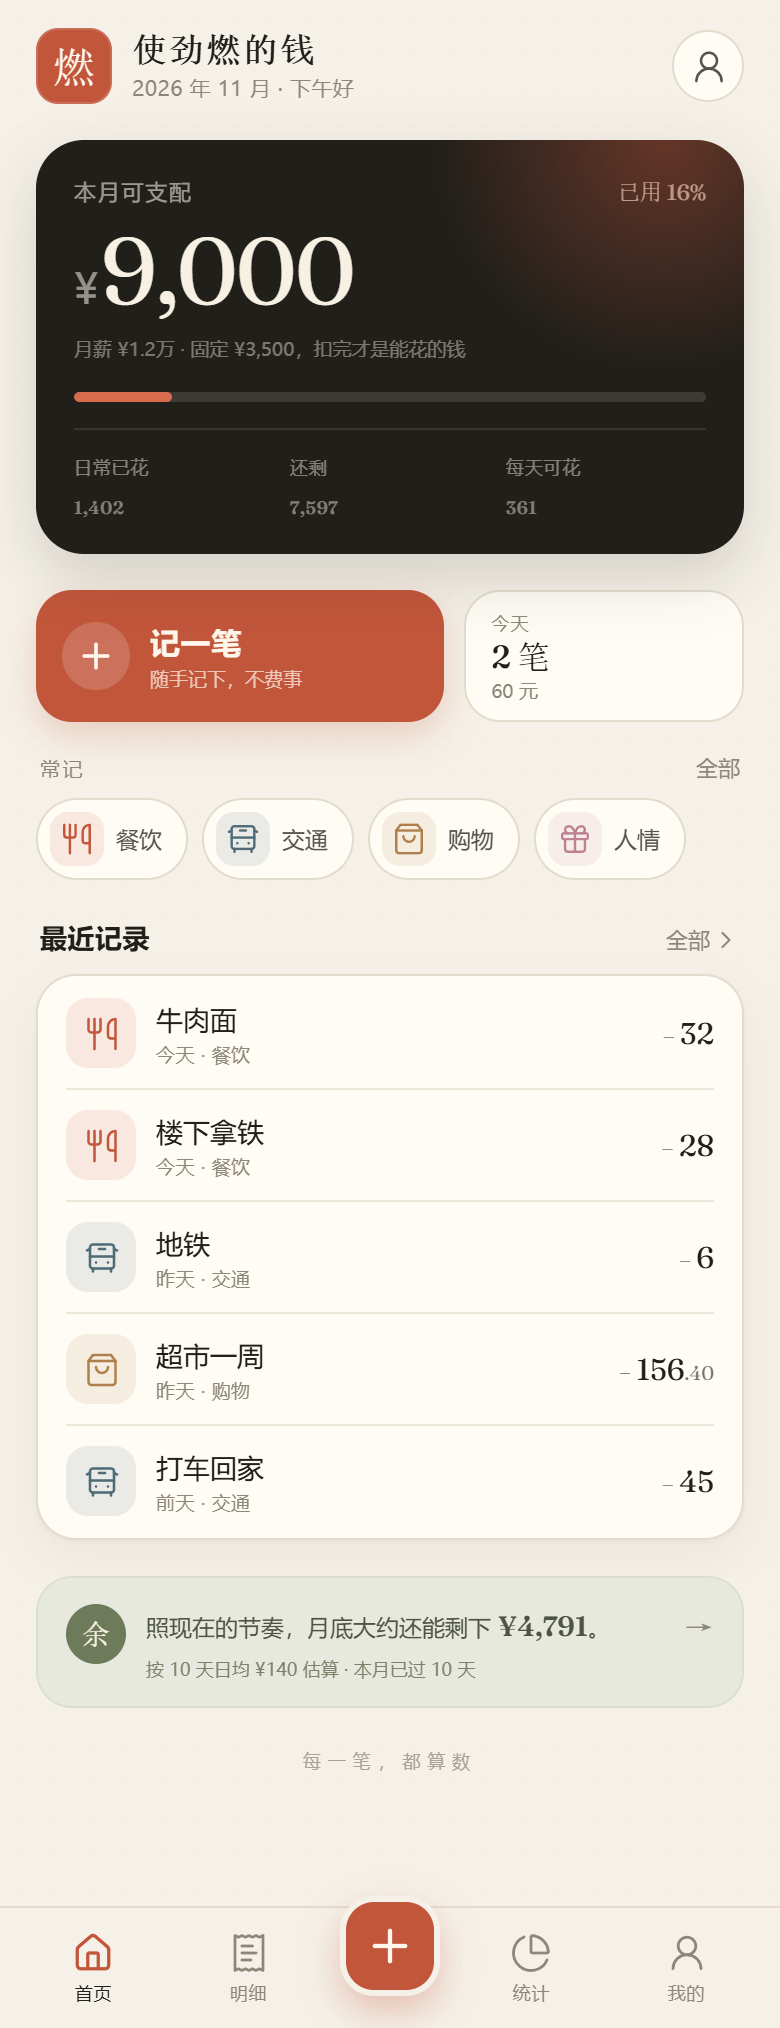 燃
使劲燃的钱
2026 年 11 月 · 下午好
本月可支配
已用 16%
¥9,000
月薪 ¥1.2万 · 固定 ¥3,500，扣完才是能花的钱
日常已花
还剩
每天可花
1,402
7,597
361
记一笔
随手记下，不费事
今天
2 笔
60 元
常记
全部
餐饮
交通
购物
人情
最近记录
全部
牛肉面
今天 · 餐饮
– 32
楼下拿铁
今天 · 餐饮
– 28
地铁
昨天 · 交通
– 6
超市一周
昨天 · 购物
– 156.40
打车回家
前天 · 交通
– 45
余
照现在的节奏，月底大约还能剩下 ¥4,791。
按 10 天日均 ¥140 估算 · 本月已过 10 天
每一笔，都算数
首页
明细
统计
我的